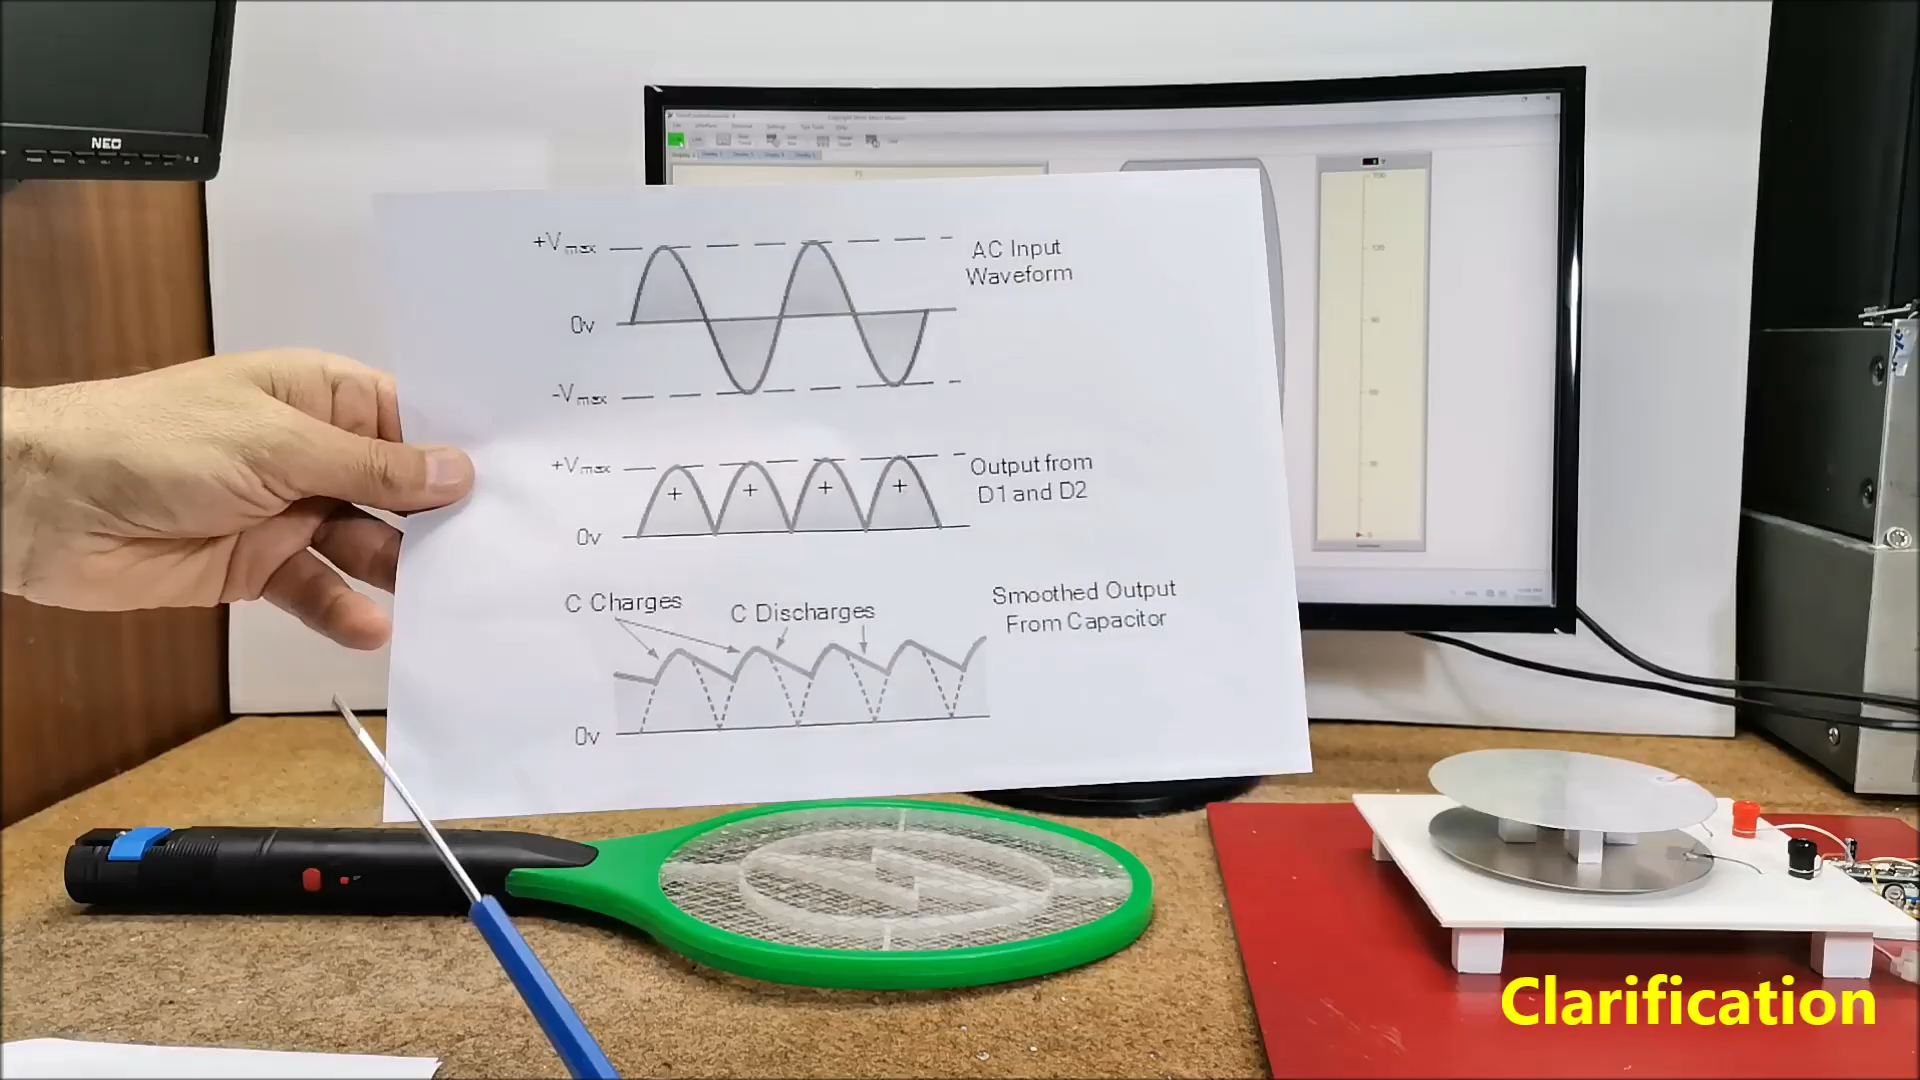 NEO
+Vmax
AC Input
Waveform
0v
-Vmax
+Vmax
Output from
D1 and D2
+ + + +
0v
C Charges
C Discharges
Smoothed Output
From Capacitor
0v
Clarification